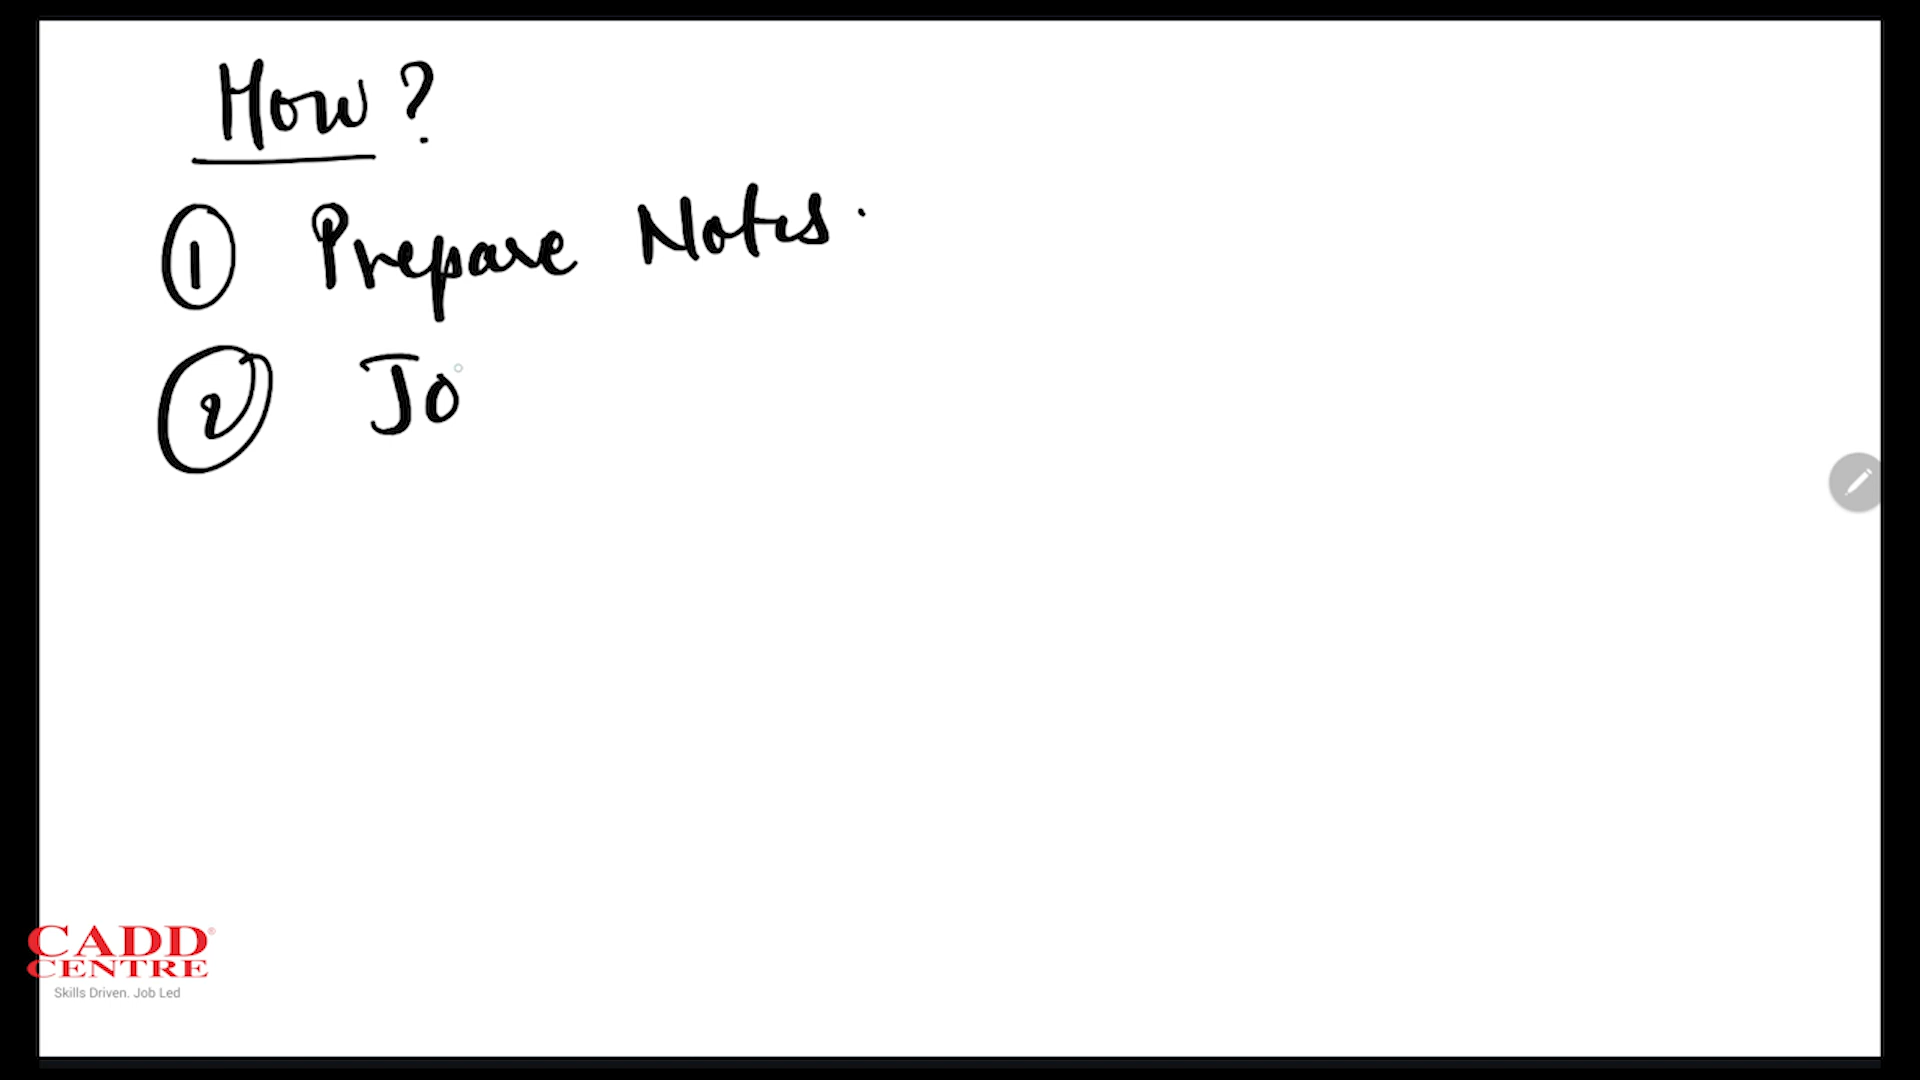 How?
① Prepare Notes.
② Jo
CADD®
CENTRE
Skills Driven. Job Led